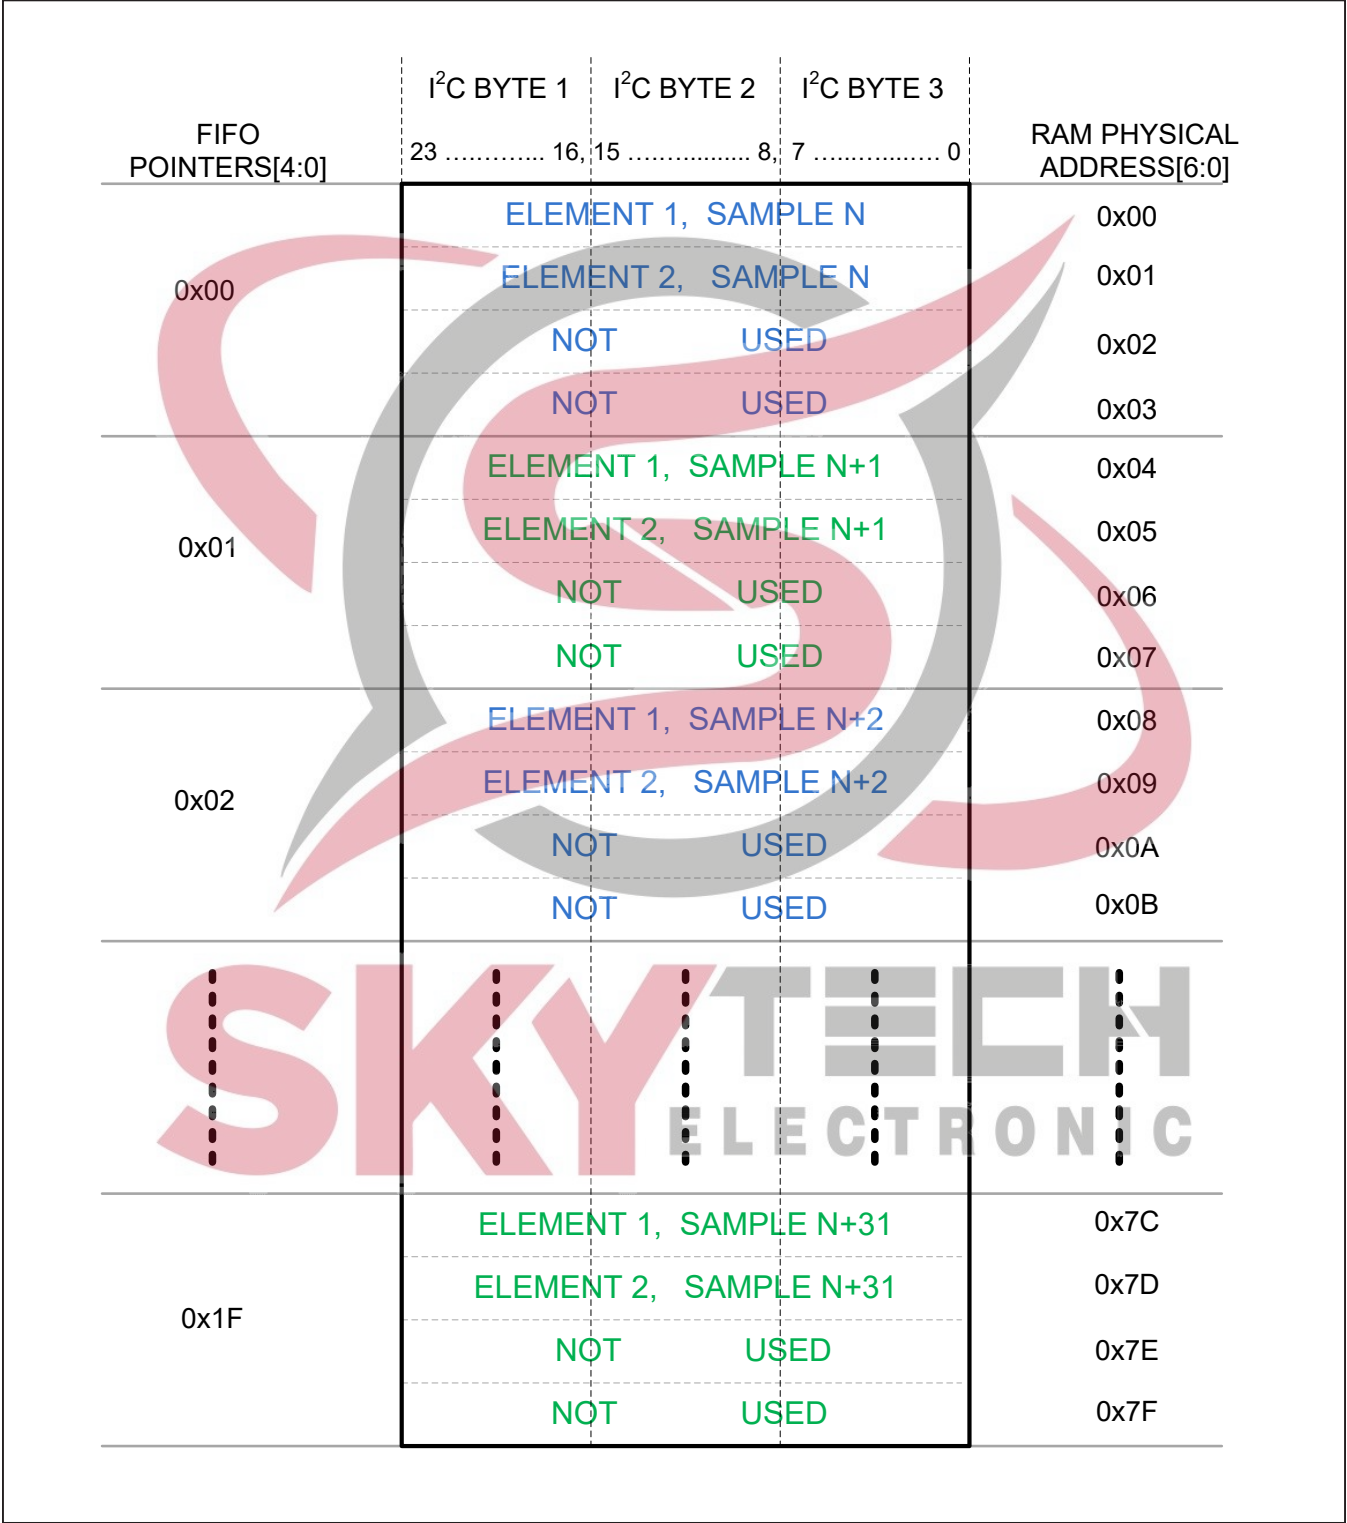 I²C BYTE 1 I²C BYTE 2 I²C BYTE 3
FIFO POINTERS[4:0]
23 ............ 16, 15 ................ 8, 7 ................ 0
RAM PHYSICAL ADDRESS[6:0]
0x00
ELEMENT 1, SAMPLE N 0x00
ELEMENT 2, SAMPLE N 0x01
NOT USED 0x02
NOT USED 0x03
0x01
ELEMENT 1, SAMPLE N+1 0x04
ELEMENT 2, SAMPLE N+1 0x05
NOT USED 0x06
NOT USED 0x07
0x02
ELEMENT 1, SAMPLE N+2 0x08
ELEMENT 2, SAMPLE N+2 0x09
NOT USED 0x0A
NOT USED 0x0B
SKYTECH
ELECTRONIC
0x1F
ELEMENT 1, SAMPLE N+31 0x7C
ELEMENT 2, SAMPLE N+31 0x7D
NOT USED 0x7E
NOT USED 0x7F